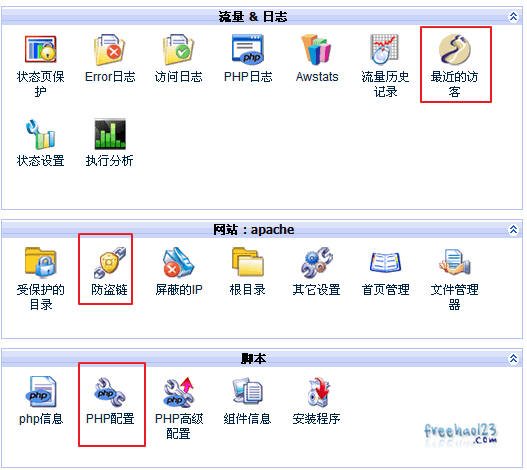 流量 & 日志
状态页保护
Error日志
访问日志
PHP日志
Awstats
流量历史记录
最近的访客
状态设置
执行分析
网站：apache
受保护的目录
防盗链
屏蔽的IP
根目录
其它设置
首页管理
文件管理器
脚本
php
php信息
php
PHP配置
php
PHP高级配置
组件信息
安装程序
freehao123
.com